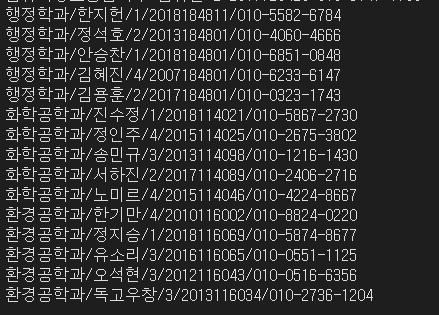 행정학과/한지헌/1/2018184811/010-5582-6784
행정학과/정석호/2/2013184801/010-4060-4666
행정학과/안승찬/1/2018184801/010-6851-0848
행정학과/김혜진/4/2007184801/010-6233-6147
행정학과/김용훈/2/2017184801/010-0323-1743
화학공학과/진수정/1/2018114021/010-5867-2730
화학공학과/정인주/4/2015114025/010-2675-3802
화학공학과/송민규/3/2013114098/010-1216-1430
화학공학과/서하진/2/2017114089/010-2406-2716
화학공학과/노미르/4/2015114046/010-4224-8667
환경공학과/한기만/4/2010116002/010-8824-0220
환경공학과/정지승/1/2018116069/010-5874-8677
환경공학과/유소리/3/2016116065/010-0551-1125
환경공학과/오석현/3/2012116043/010-0516-6356
환경공학과/독고우창/3/2013116034/010-2736-1204